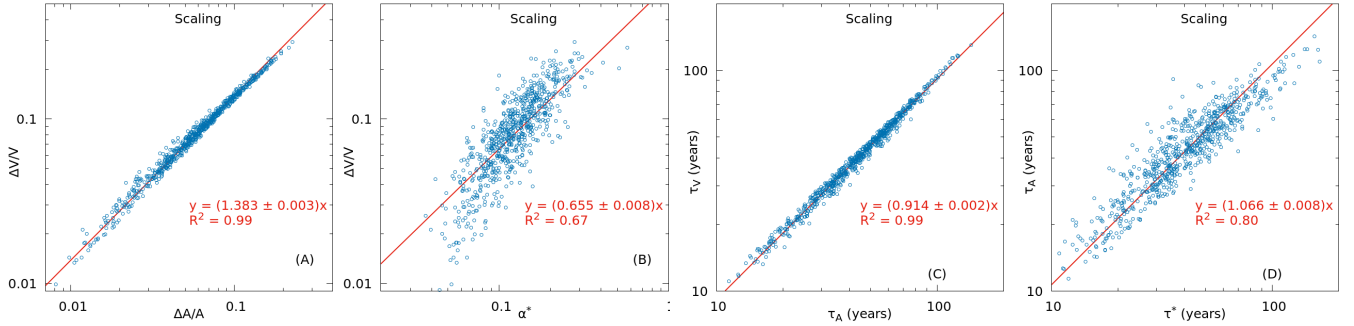 Scaling
0.1
0.01
ΔV/V
0.01
0.1
ΔA/A
y = (1.383 ± 0.003)x
R² = 0.99
(A)
Scaling
0.1
0.01
ΔV/V
0.1
α*
y = (0.655 ± 0.008)x
R² = 0.67
(B)
Scaling
100
10
τV (years)
10
100
τA (years)
y = (0.914 ± 0.002)x
R² = 0.99
(C)
Scaling
100
10
τA (years)
10
100
τ* (years)
y = (1.066 ± 0.008)x
R² = 0.80
(D)